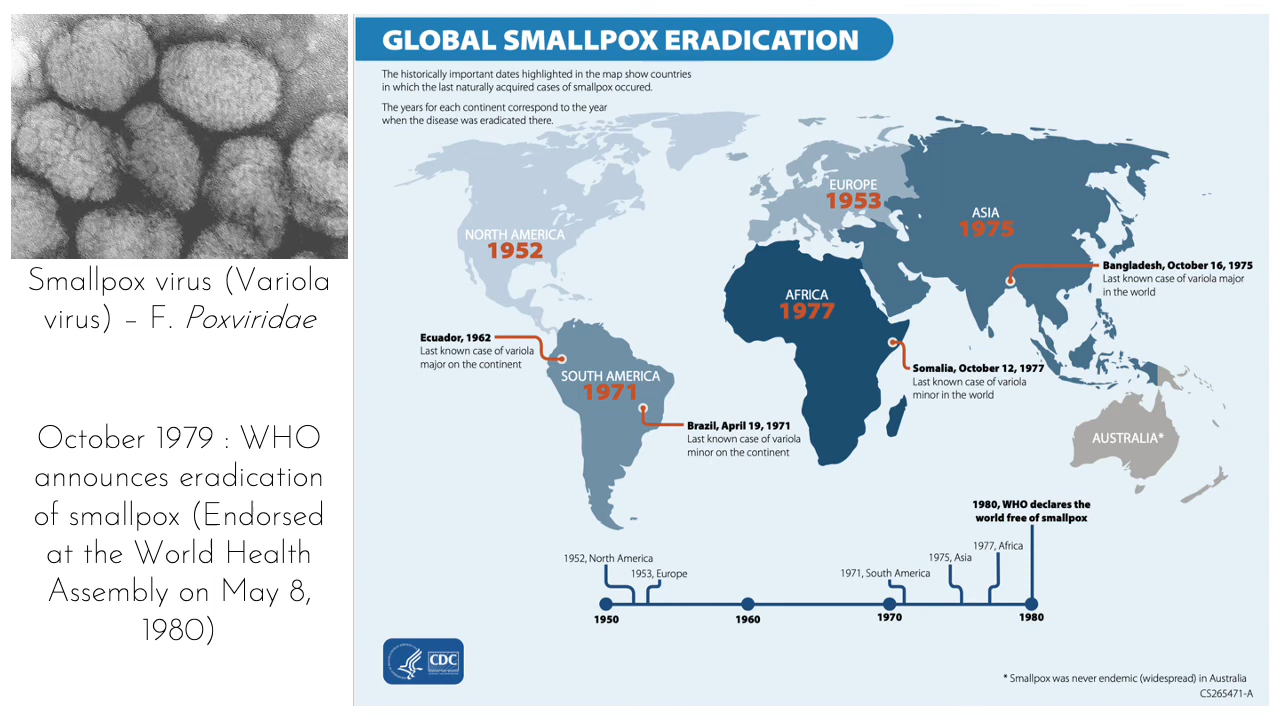 Smallpox virus (Variola
virus) – F. Poxviridae
October 1979 : WHO
announces eradication
of smallpox (Endorsed
at the World Health
Assembly on May 8,
1980)
GLOBAL SMALLPOX ERADICATION
The historically important dates highlighted in the map show countries
in which the last naturally acquired cases of smallpox occured.
The years for each continent correspond to the year
when the disease was eradicated there.
NORTH AMERICA
1952
EUROPE
1953
ASIA
1975
AFRICA
1977
Bangladesh, October 16, 1975
Last known case of variola major
in the world
Ecuador, 1962
Last known case of variola
major on the continent
SOUTH AMERICA
1971
Somalia, October 12, 1977
Last known case of variola
minor in the world
Brazil, April 19, 1971
Last known case of variola
minor on the continent
AUSTRALIA*
1980, WHO declares the
world free of smallpox
1952, North America
1953, Europe
1971, South America
1975, Asia
1977, Africa
1950
1960
1970
1980
CDC
* Smallpox was never endemic (widespread) in Australia
CS265471-A